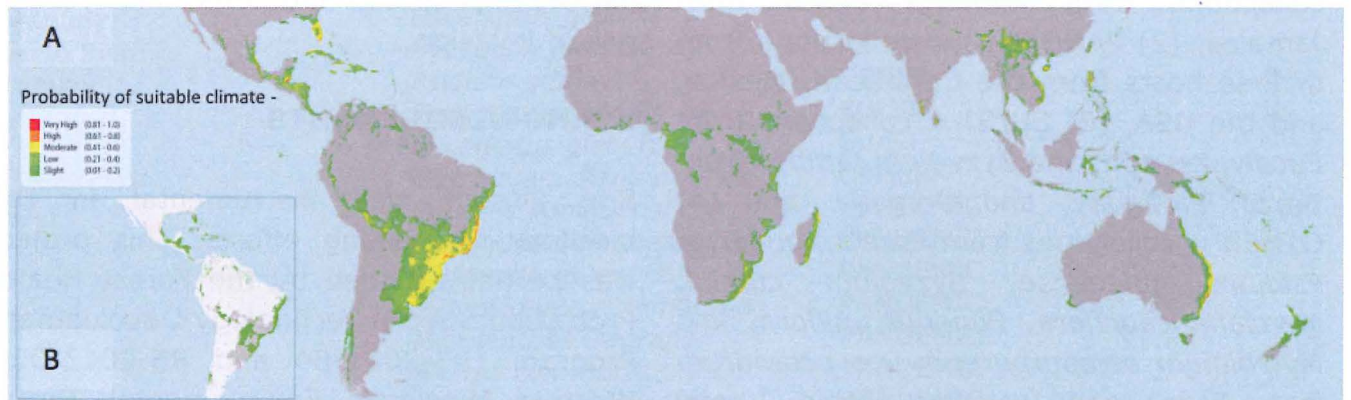 A
Probability of suitable climate -
Very High (0.81 - 1.0)
High (0.61 - 0.8)
Moderate (0.41 - 0.6)
Low (0.21 - 0.4)
Slight (0.01 - 0.2)
B